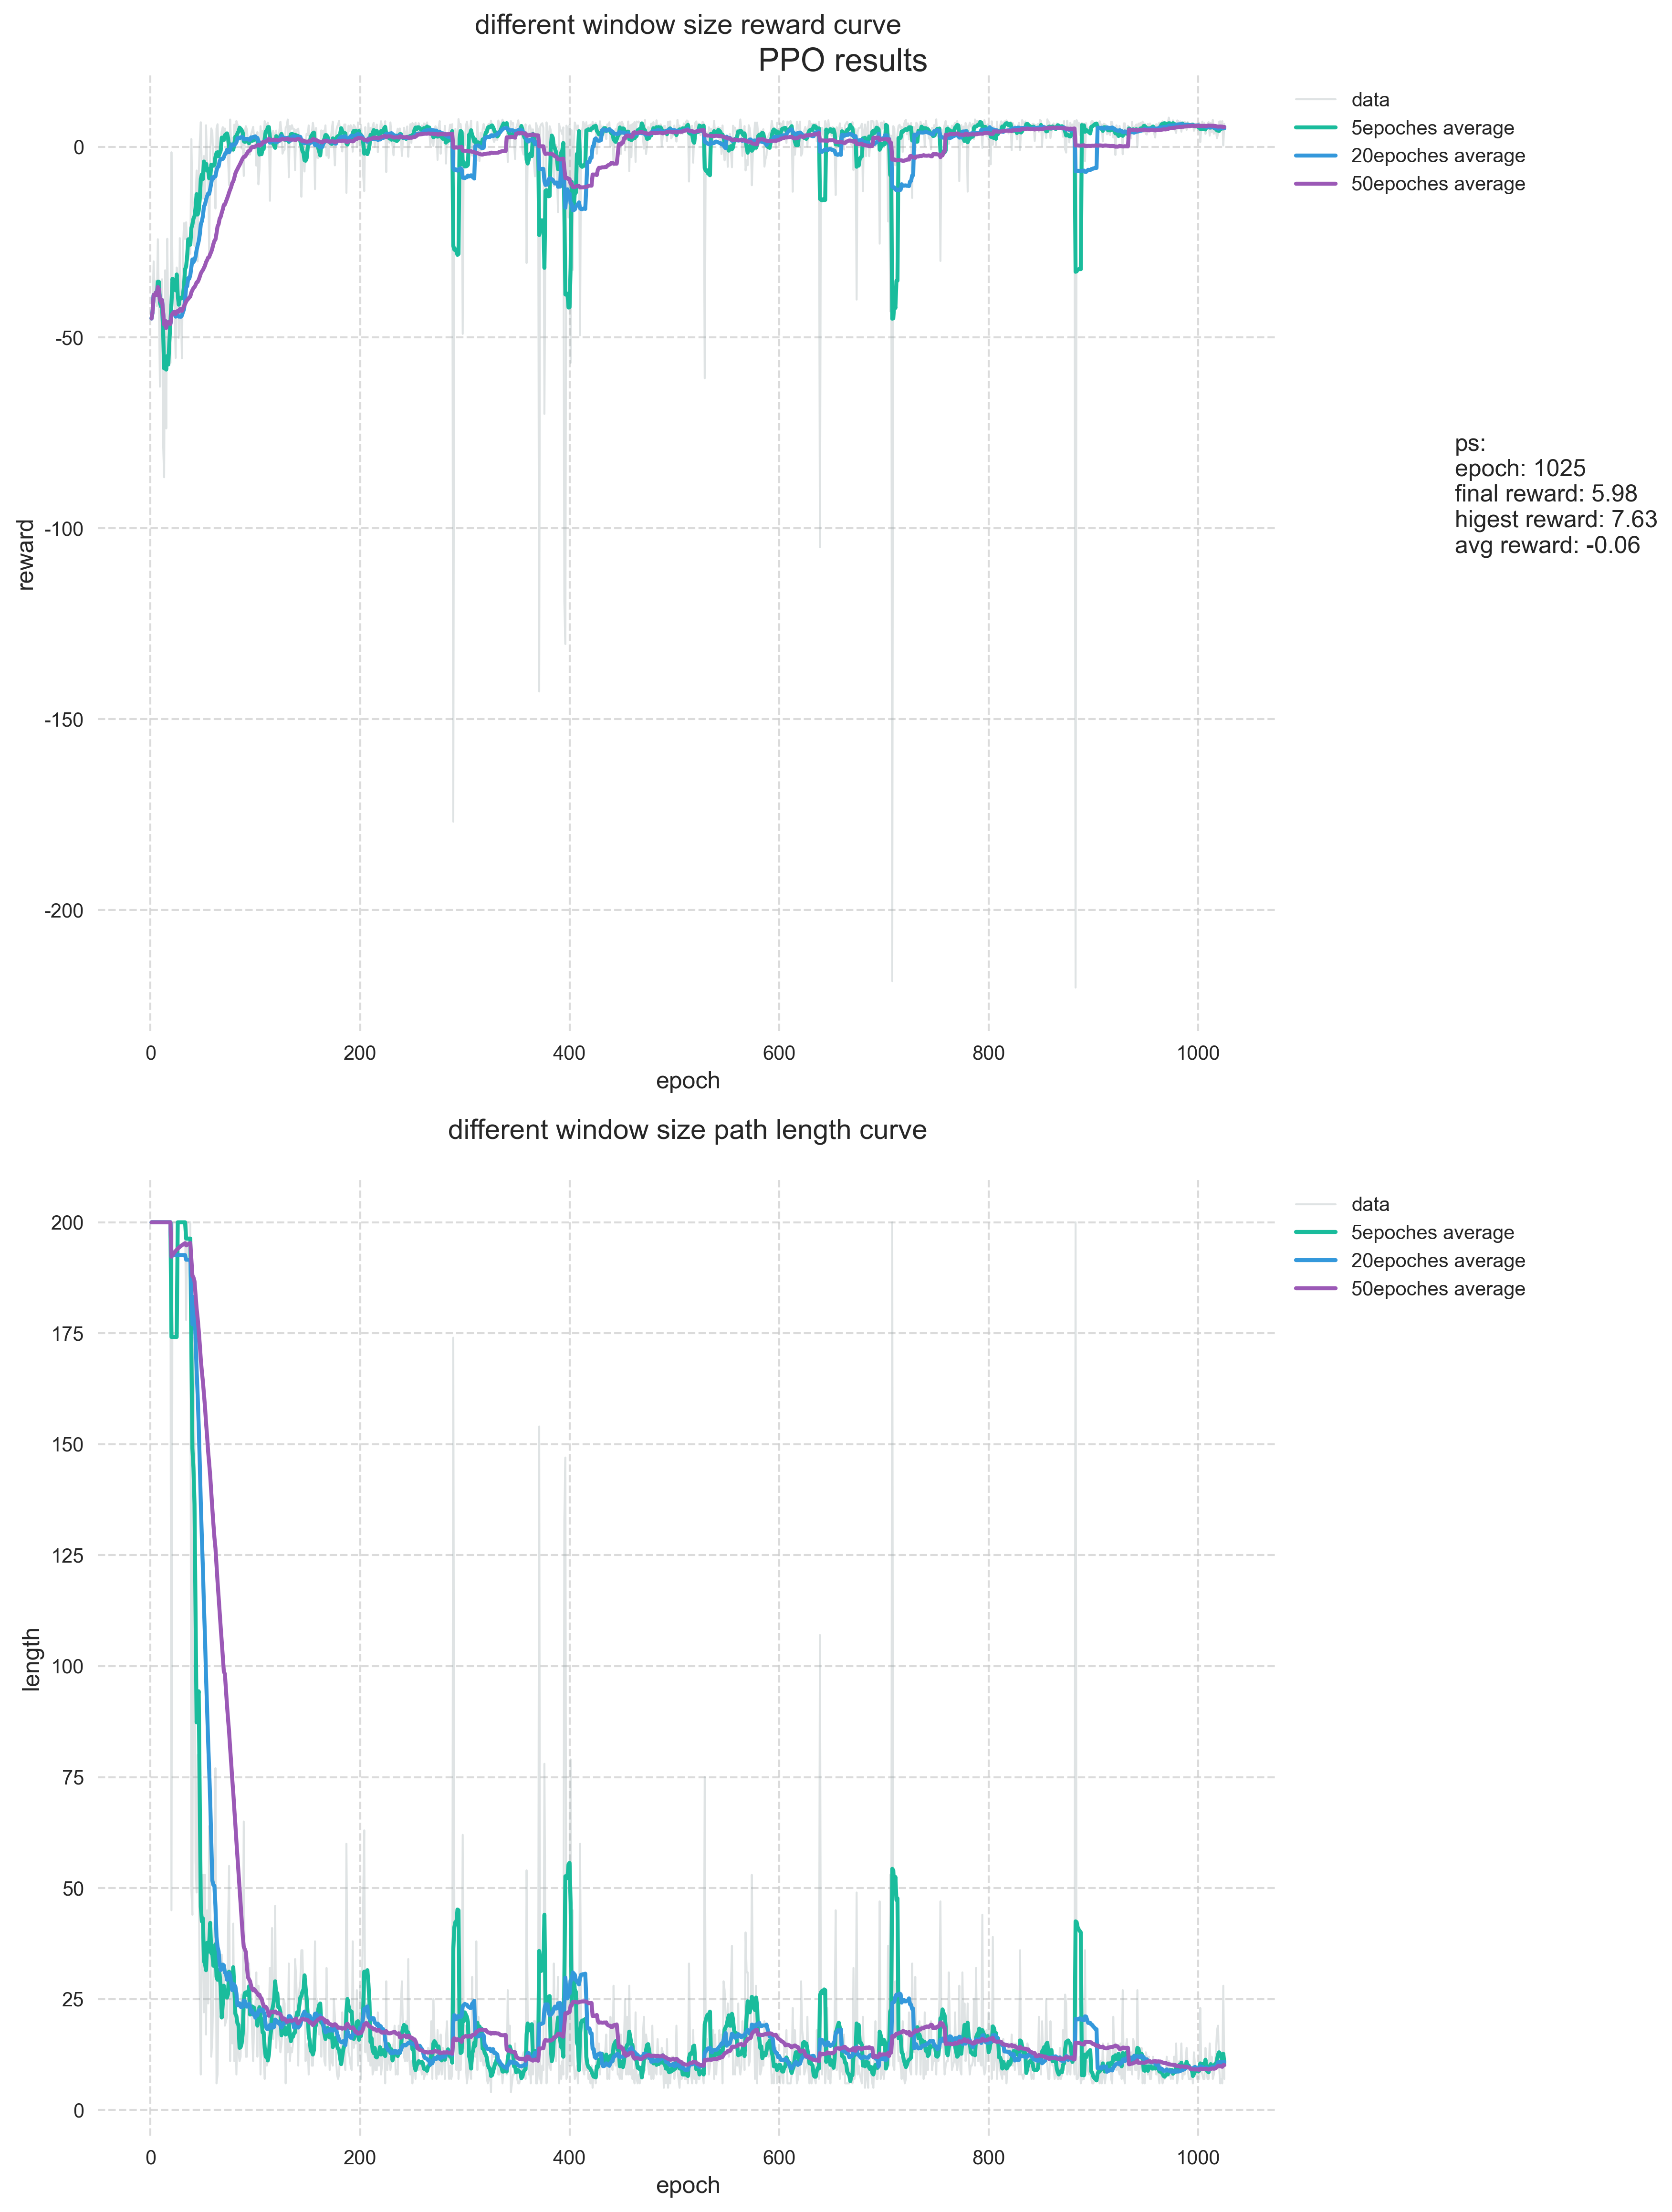 different window size reward curve
PPO results
data
5epoches average
20epoches average
50epoches average
0
-50
-100
-150
-200
reward
0 200 400 600 800 1000
epoch
ps:
epoch: 1025
final reward: 5.98
higest reward: 7.63
avg reward: -0.06
different window size path length curve
data
5epoches average
20epoches average
50epoches average
200
175
150
125
100
75
50
25
0
length
0 200 400 600 800 1000
epoch